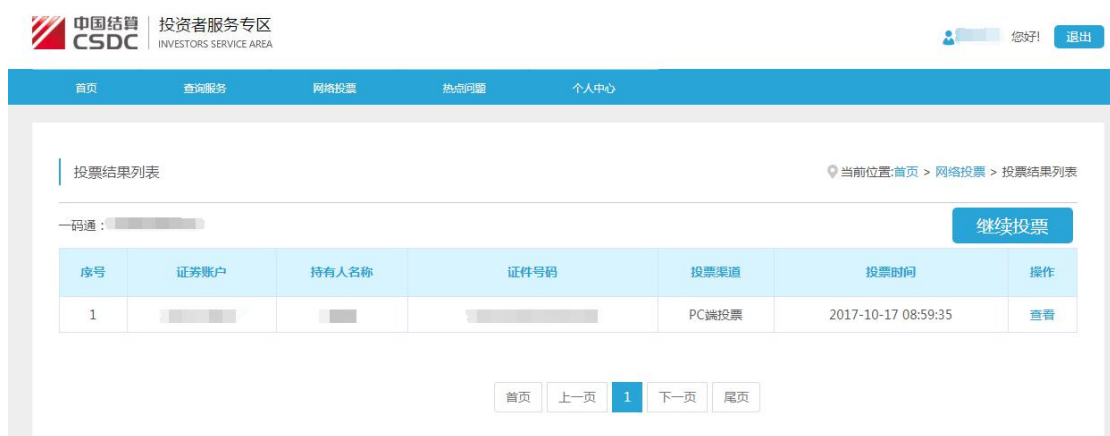 中国结算 投资者服务专区
CSDC INVESTORS SERVICE AREA
您好! 退出
首页 查询服务 网络投票 热点问题 个人中心
投票结果列表 当前位置:首页 > 网络投票 > 投票结果列表
一码通: 继续投票
序号 证券账户 持有人名称 证件号码 投票渠道 投票时间 操作
1 PC端投票 2017-10-17 08:59:35 查看
首页 上一页 1 下一页 尾页